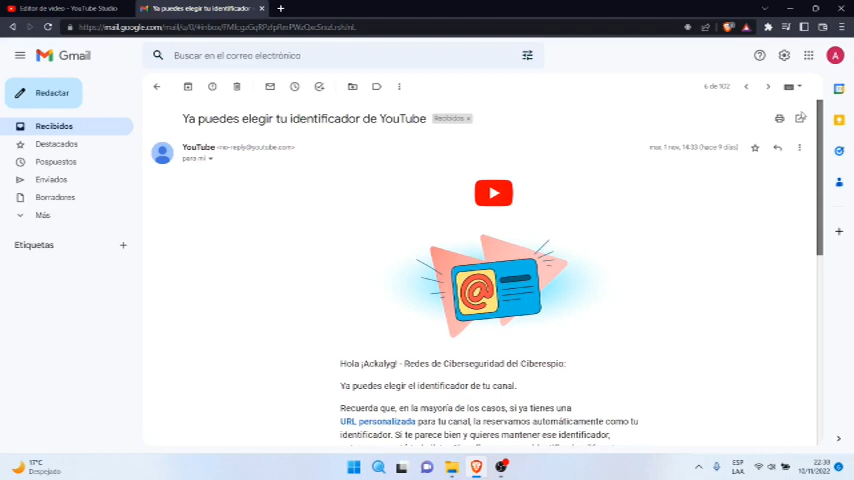 Editor de video - YouTube Studio
Ya puedes elegir tu identificador
Gmail
Buscar en el correo electrónico
A
Redactar
6 de 102
Recibidos
Destacados
Pospuestos
Enviados
Borradores
Más
Etiquetas
Ya puedes elegir tu identificador de YouTube
Recibidos x
YouTube <no-reply@youtube.com>
para mí
mar, 1 nov, 14:33 (hace 9 días)
@
Hola ¡Ackalyg! - Redes de Ciberseguridad del Ciberespio:
Ya puedes elegir el identificador de tu canal.
Recuerda que, en la mayoría de los casos, si ya tienes una
URL personalizada para tu canal, la reservamos automáticamente como tu
identificador. Si te parece bien y quieres mantener ese identificador,
17°C
Despejado
ESP
LAA
10/11/2022